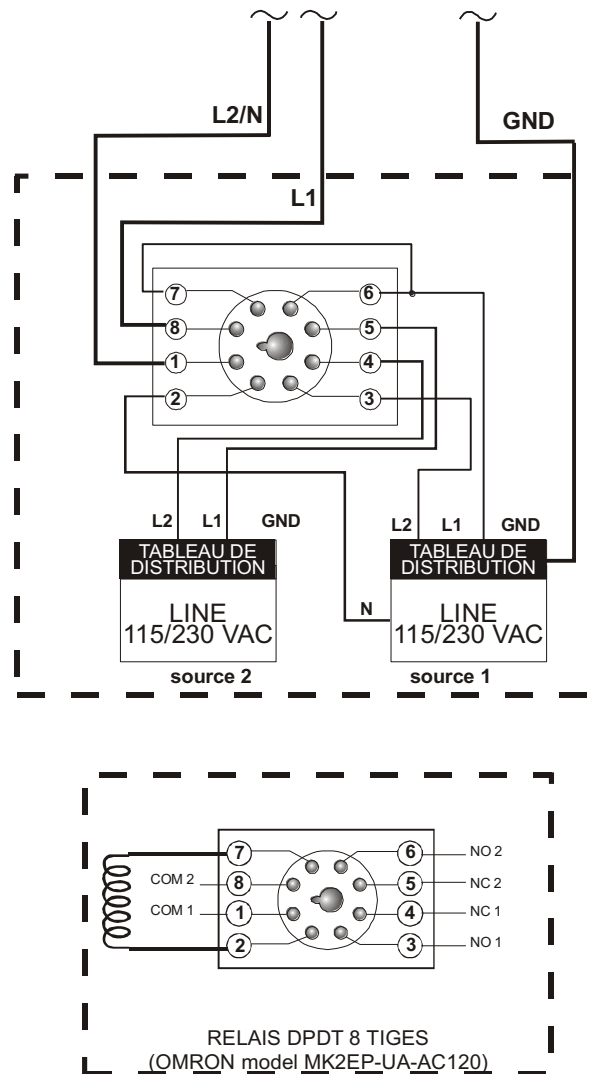 L2/N
GND
L1
7
6
8
5
1
4
2
3
L2 L1 GND
L2 L1 GND
TABLEAU DE
DISTRIBUTION
TABLEAU DE
DISTRIBUTION
N
LINE
115/230 VAC
LINE
115/230 VAC
source 2
source 1
7
6
NO 2
COM 2
8
5
NC 2
COM 1
1
4
NC 1
2
3
NO 1
RELAIS DPDT 8 TIGES
(OMRON model MK2EP-UA-AC120)